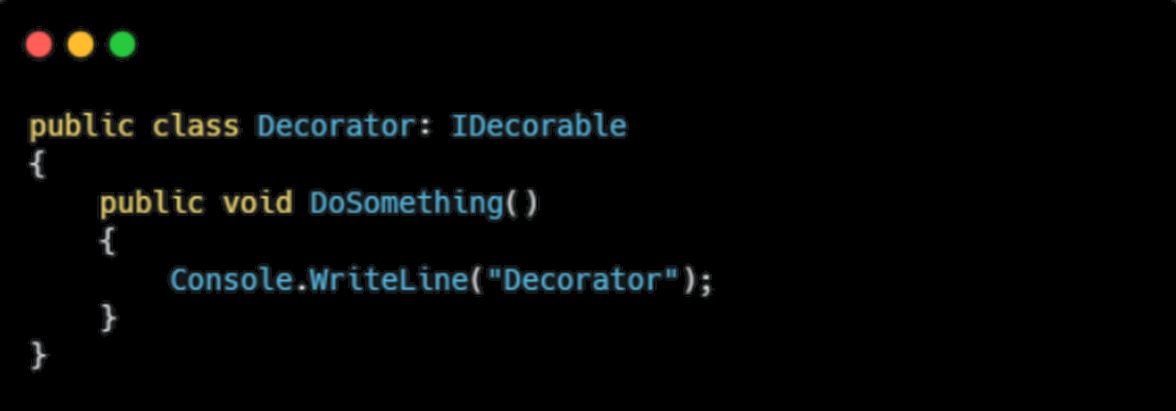 public class Decorator: IDecorable
{
    public void DoSomething()
    {
        Console.WriteLine("Decorator");
    }
}